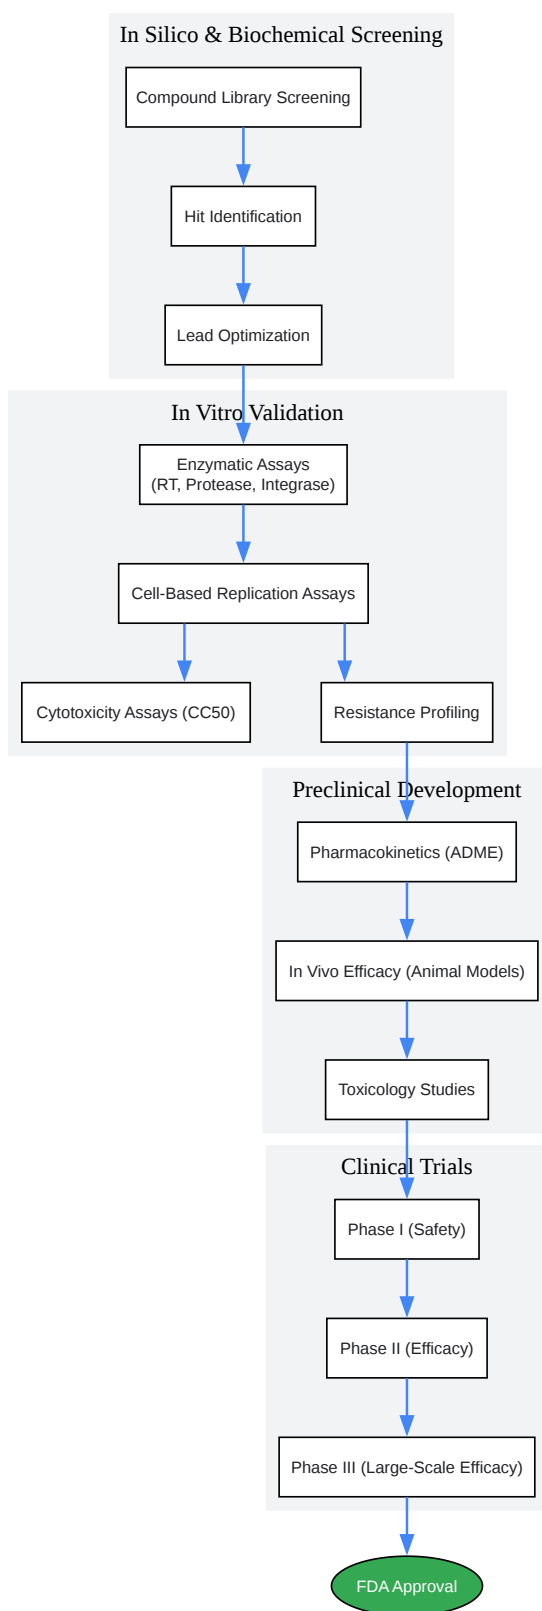 In Silico & Biochemical Screening
Compound Library Screening
Hit Identification
Lead Optimization
In Vitro Validation
Enzymatic Assays
(RT, Protease, Integrase)
Cell-Based Replication Assays
Cytotoxicity Assays (CC50)
Resistance Profiling
Preclinical Development
Pharmacokinetics (ADME)
In Vivo Efficacy (Animal Models)
Toxicology Studies
Clinical Trials
Phase I (Safety)
Phase II (Efficacy)
Phase III (Large-Scale Efficacy)
FDA Approval